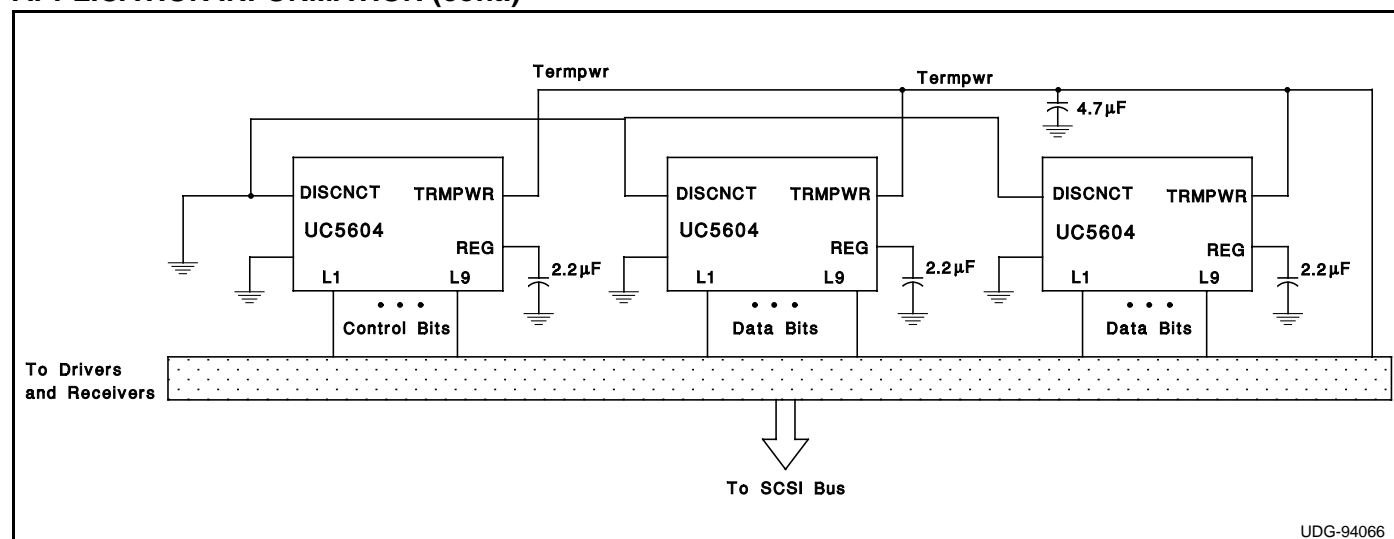 APPLICATION INFORMATION (cont.)
Termpwr
Termpwr
4.7µF
DISCNCT TRMPWR
UC5604
REG
L1 L9
2.2µF
• • •
Control Bits
DISCNCT TRMPWR
UC5604
REG
L1 L9
2.2µF
• • •
Data Bits
DISCNCT TRMPWR
UC5604
REG
L1 L9
2.2µF
• • •
Data Bits
To Drivers
and Receivers
To SCSI Bus
UDG-94066